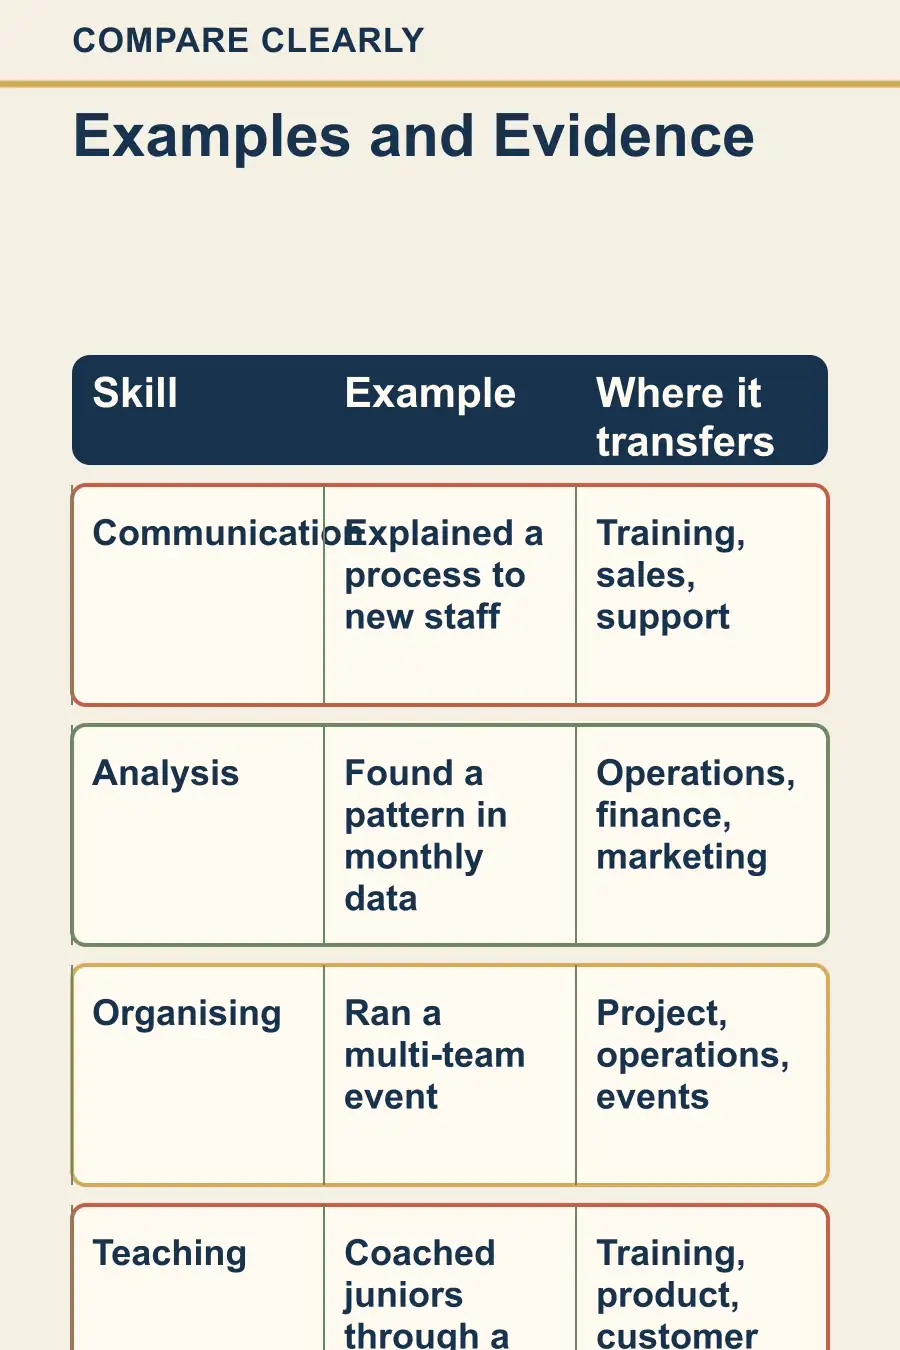 COMPARE CLEARLY
Examples and Evidence
Skill
Example
Where it
transfers
Communication
Explained a
process to
new staff
Training,
sales,
support
Analysis
Found a
pattern in
monthly
data
Operations,
finance,
marketing
Organising
Ran a
multi-team
event
Project,
operations,
events
Teaching
Coached
juniors
through a
Training,
product,
customer